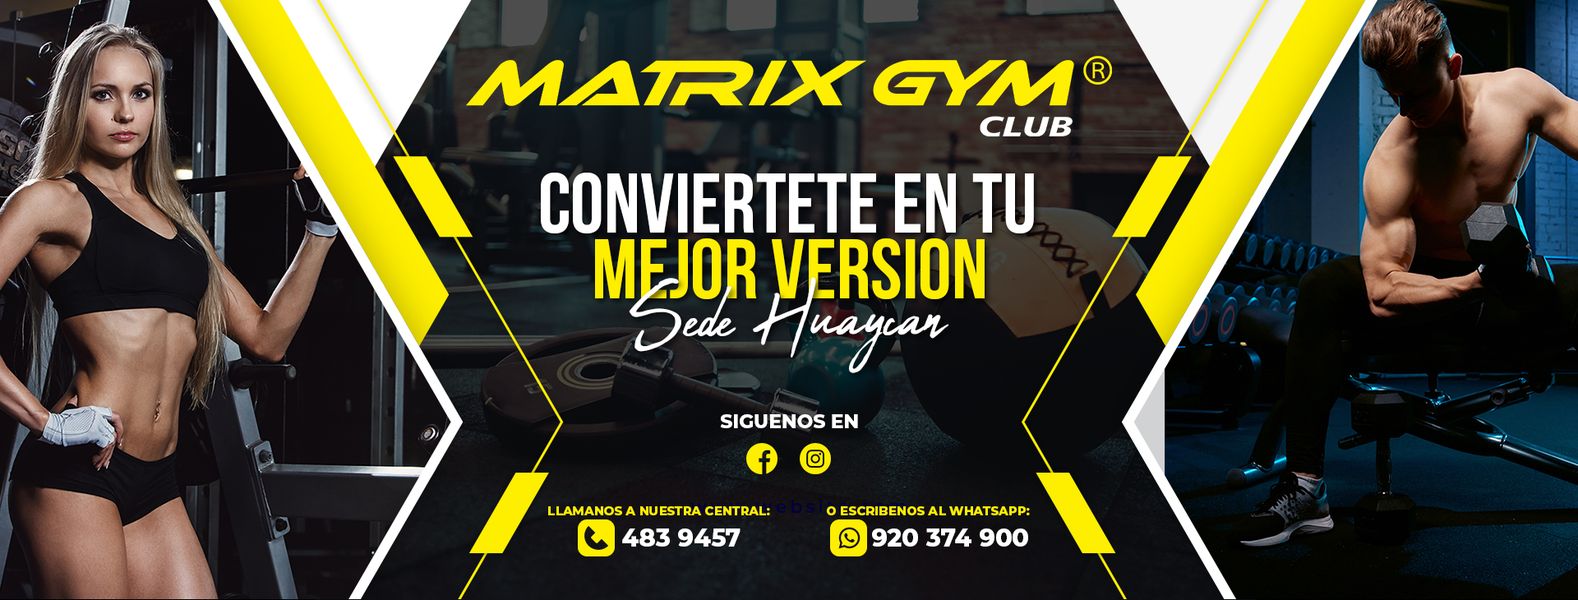 MATRIX GYM®
CLUB
CONVIERTETE EN TU
MEJOR VERSION
Sede Huaycan
SIGUENOS EN
LLAMANOS A NUESTRA CENTRAL:
483 9457
O ESCRIBENOS AL WHATSAPP:
920 374 900